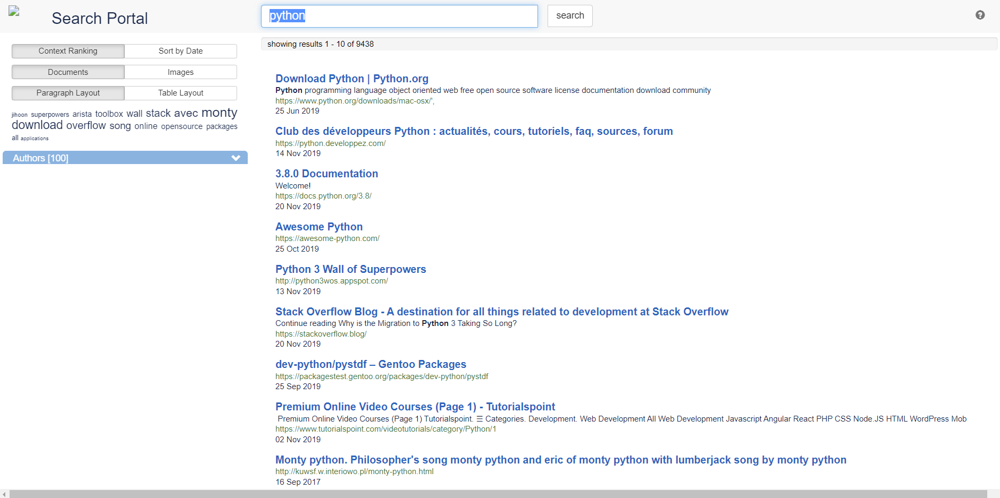 Search Portal
python
search
Context Ranking
Sort by Date
Documents
Images
Paragraph Layout
Table Layout
jihoon superpowers arista toolbox wall stack avec monty
download overflow song online opensource packages
all applications
Authors [100]
showing results 1 - 10 of 9438
Download Python | Python.org
Python programming language object oriented web free open source software license documentation download community
https://www.python.org/downloads/mac-osx/',
25 Jun 2019
Club des développeurs Python : actualités, cours, tutoriels, faq, sources, forum
https://python.developpez.com/
14 Nov 2019
3.8.0 Documentation
Welcome!
https://docs.python.org/3.8/
20 Nov 2019
Awesome Python
https://awesome-python.com/
25 Oct 2019
Python 3 Wall of Superpowers
http://python3wos.appspot.com/
13 Nov 2019
Stack Overflow Blog - A destination for all things related to development at Stack Overflow
Continue reading Why is the Migration to Python 3 Taking So Long?
https://stackoverflow.blog/
20 Nov 2019
dev-python/pystdf – Gentoo Packages
https://packagestest.gentoo.org/packages/dev-python/pystdf
25 Sep 2019
Premium Online Video Courses (Page 1) - Tutorialspoint
Premium Online Video Courses (Page 1) Tutorialspoint. ☰ Categories. Development. Web Development All Web Development Javascript Angular React PHP CSS Node.JS HTML WordPress Mob
https://www.tutorialspoint.com/videotutorials/category/Python/1
02 Nov 2019
Monty python. Philosopher's song monty python and eric of monty python with lumberjack song by monty python
http://kuwsf.w.interiowo.pl/monty-python.html
16 Sep 2017